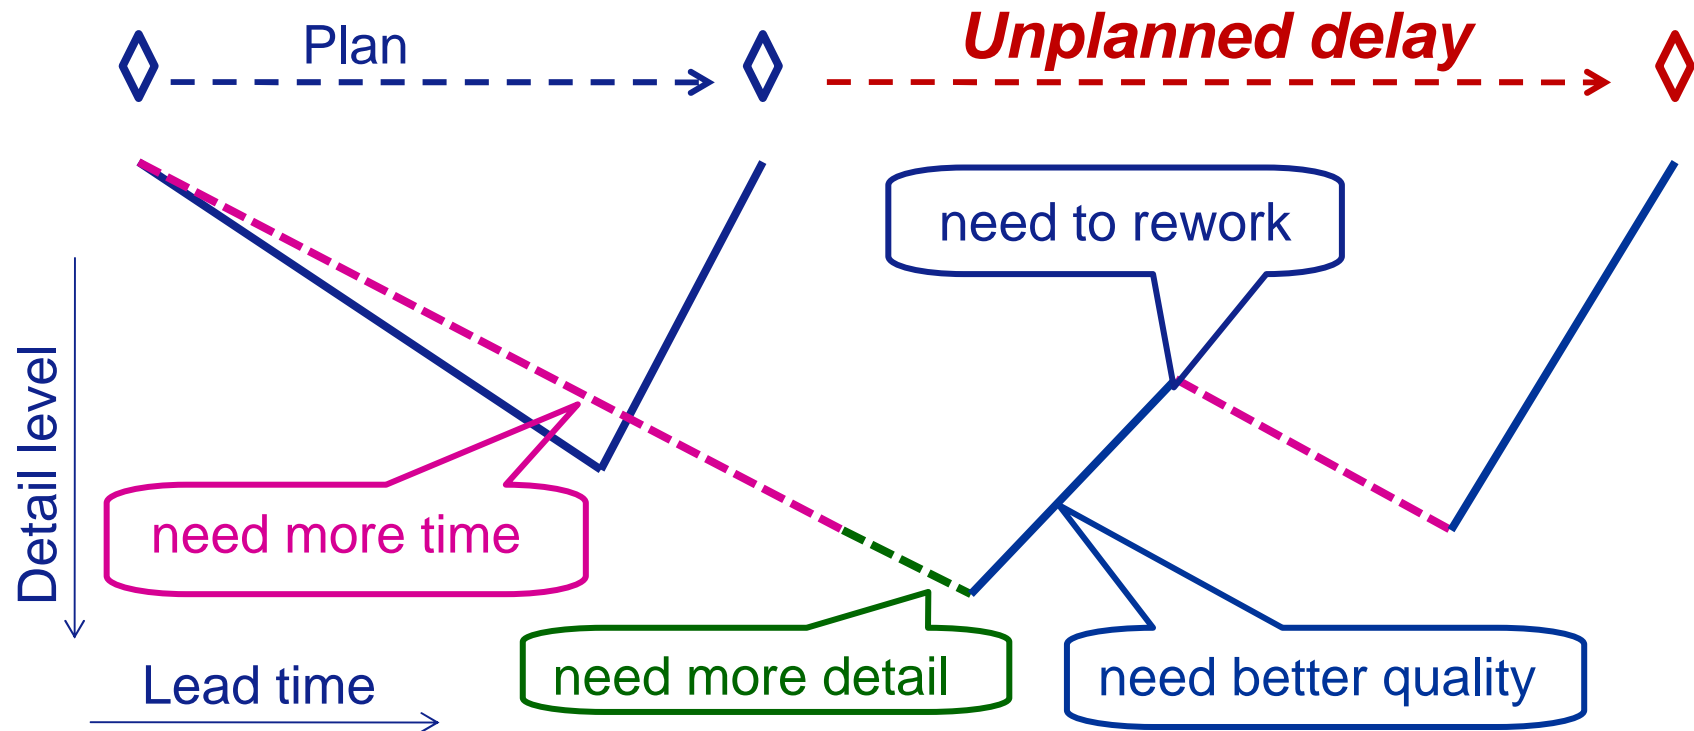 Plan
Unplanned delay
need to rework
Detail level
need more time
need more detail
need better quality
Lead time